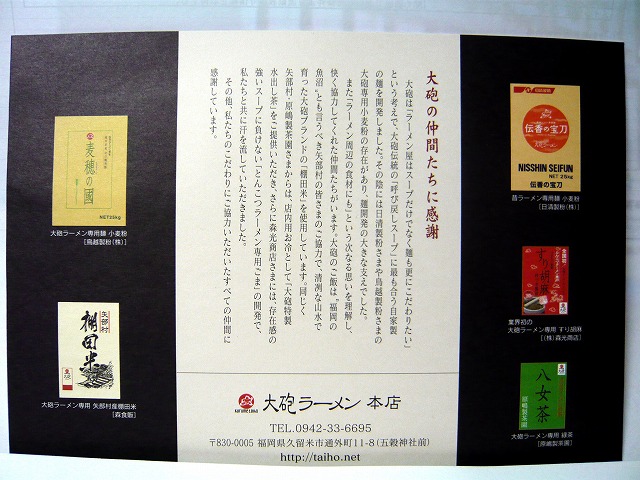 大砲の仲間たちに感謝
大砲は「ラーメン屋はスープだけでなく麺も更にこだわりたい」
という考えで、大砲伝統の「呼び戻しスープ」に最も合う自家製
の麺を開発しました。その陰には日清製粉さまや鳥越製粉さまの
大砲専用小麦粉の存在があり、麺開発の大きな支えでした。
また「ラーメン周辺の食材にも」という次なる思いを理解し、
快く協力してくれた仲間たちがいます。大砲のご飯は、福岡の
魚沼〟とも言うべき矢部村の皆さまのご協力で、清冽な山水で
育った大砲ブランドの「棚田米」を使用しています。同じく
矢部村・原嶋製茶園さまからは、店内用お冷として『大砲特製
水出し茶』をご提供いただき、さらに森光商店さまには、存在感の
強いスープに負けない『とんこつラーメン専用ごま』の開発で、
私たちと共に汗を流していただきました。
その他、私たちのこだわりにご協力いただいたすべての仲間に
感謝しています。
麦穂の國
NET25kg
大砲ラーメン専用麺 小麦粉
[鳥越製粉(株)]
矢部村
棚田米
大砲ラーメン専用 矢部村産棚田米
[森食販]
伝香の宝刀
大砲ラーメン
NISSHIN SEIFUN
NET 25kg
伝香の宝刀
昔ラーメン専用麺 小麦粉
[日清製粉(株)]
すり胡麻
業界初の
大砲ラーメン専用 すり胡麻
[(株)森光商店]
八女茶
原嶋製茶園
大砲ラーメン専用 緑茶
[原嶋製茶園]
大砲ラーメン 本店
TEL.0942-33-6695
〒830-0005 福岡県久留米市通外町11-8(五穀神社前)
http://taiho.net